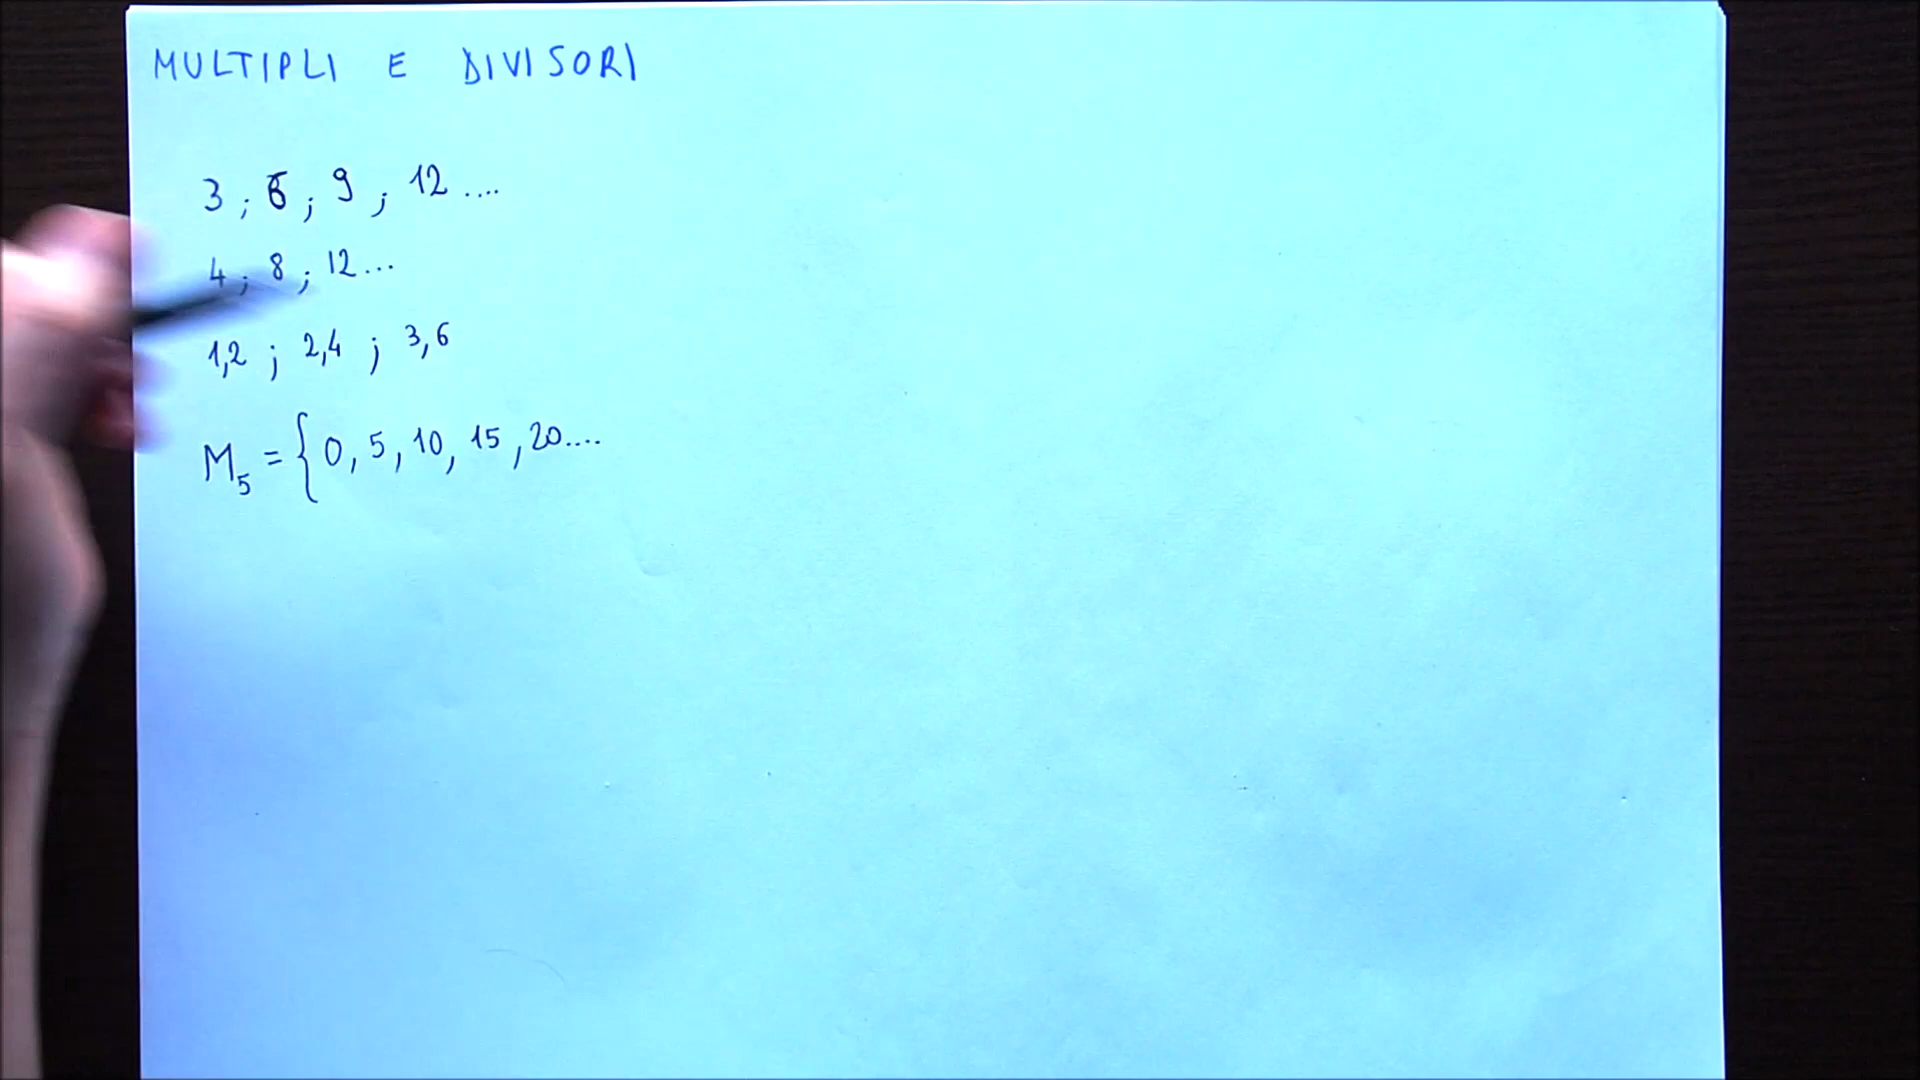 MULTIPLI E DIVISORI
3 ; 6 ; 9 ; 12 ....
4 ; 8 ; 12 ...
1,2 ; 2,4 ; 3,6
M5 = { 0, 5, 10, 15, 20 ....